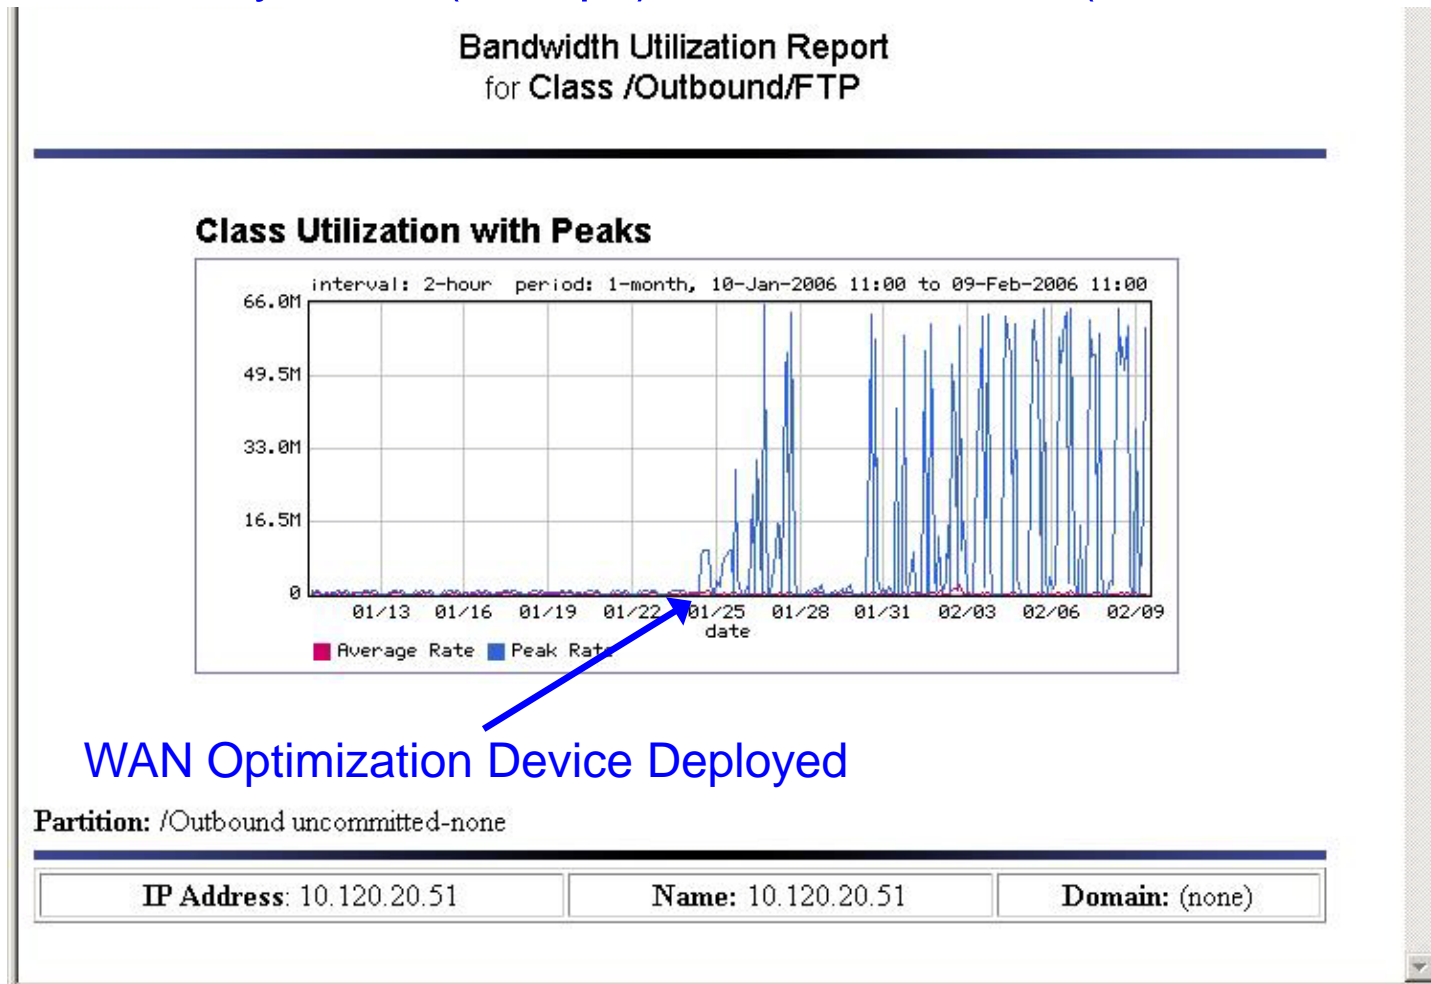 Bandwidth Utilization Report
for Class /Outbound/FTP
Class Utilization with Peaks
interval: 2-hour period: 1-month, 10-Jan-2006 11:00 to 09-Feb-2006 11:00
66.0M
49.5M
33.0M
16.5M
0
01/13 01/16 01/19 01/22 01/25 01/28 01/31 02/03 02/06 02/09
date
Average Rate Peak Rate
WAN Optimization Device Deployed
Partition: /Outbound uncommitted-none
IP Address: 10.120.20.51 Name: 10.120.20.51 Domain: (none)